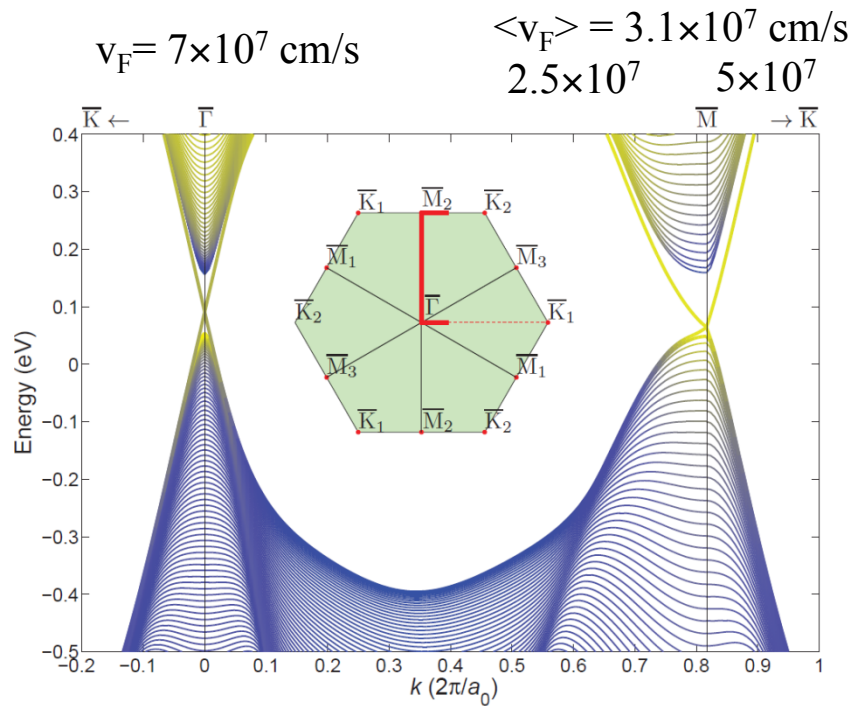 v_F= 7×10⁷ cm/s
<v_F> = 3.1×10⁷ cm/s
2.5×10⁷ 5×10⁷
K̅ ← Γ̅ M̅ → K̅
0.4
0.3
0.2
0.1
0
-0.1
-0.2
-0.3
-0.4
-0.5
Energy (eV)
K̅₁ M̅₂ K̅₂
M̅₁ M̅₃
K̅₂ Γ̅ K̅₁
M̅₃ M̅₁
K̅₁ M̅₂ K̅₂
-0.2 -0.1 0 0.1 0.2 0.3 0.4 0.5 0.6 0.7 0.8 0.9 1
k (2π/a₀)